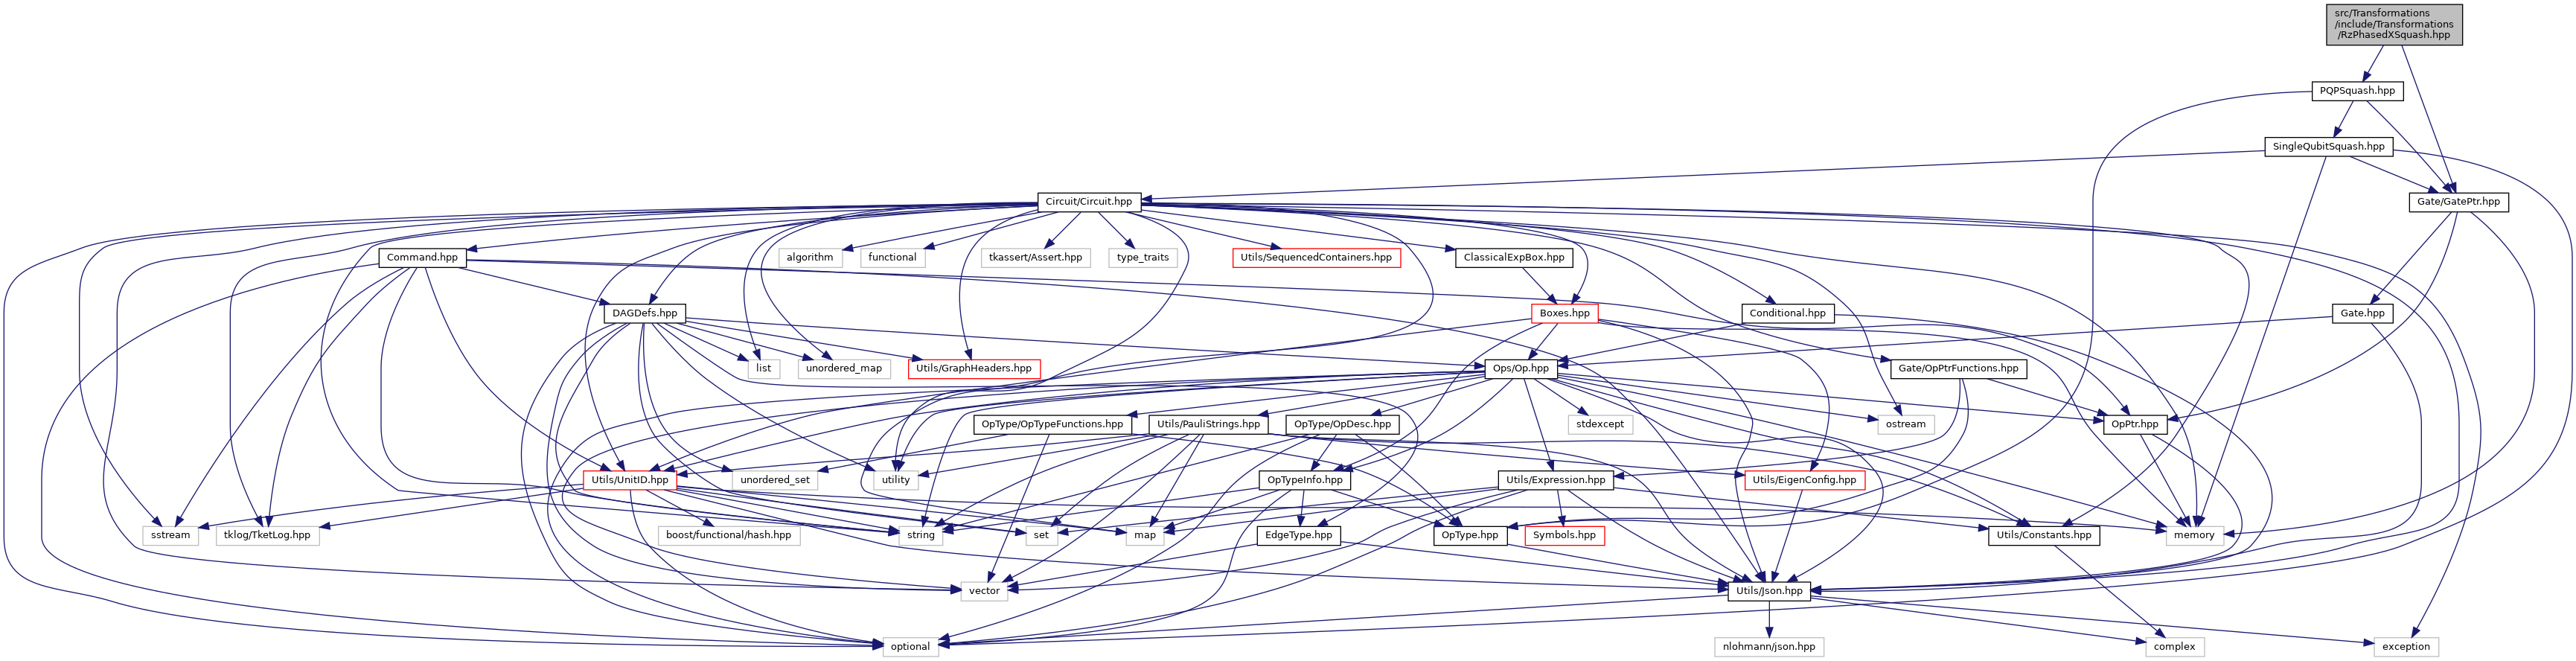 src/Transformations
/include/Transformations
/RzPhasedXSquash.hpp
PQPSquash.hpp
SingleQubitSquash.hpp
Circuit/Circuit.hpp
Gate/GatePtr.hpp
Command.hpp
algorithm
functional
tkassert/Assert.hpp
type_traits
Utils/SequencedContainers.hpp
ClassicalExpBox.hpp
DAGDefs.hpp
Boxes.hpp
Conditional.hpp
Gate.hpp
list
unordered_map
Utils/GraphHeaders.hpp
Ops/Op.hpp
Gate/OpPtrFunctions.hpp
OpType/OpTypeFunctions.hpp
Utils/PauliStrings.hpp
OpType/OpDesc.hpp
stdexcept
ostream
OpPtr.hpp
Utils/UnitID.hpp
unordered_set
utility
OpTypeInfo.hpp
Utils/Expression.hpp
Utils/EigenConfig.hpp
sstream
tklog/TketLog.hpp
boost/functional/hash.hpp
string
set
map
EdgeType.hpp
OpType.hpp
Symbols.hpp
Utils/Constants.hpp
memory
vector
Utils/Json.hpp
optional
nlohmann/json.hpp
complex
exception